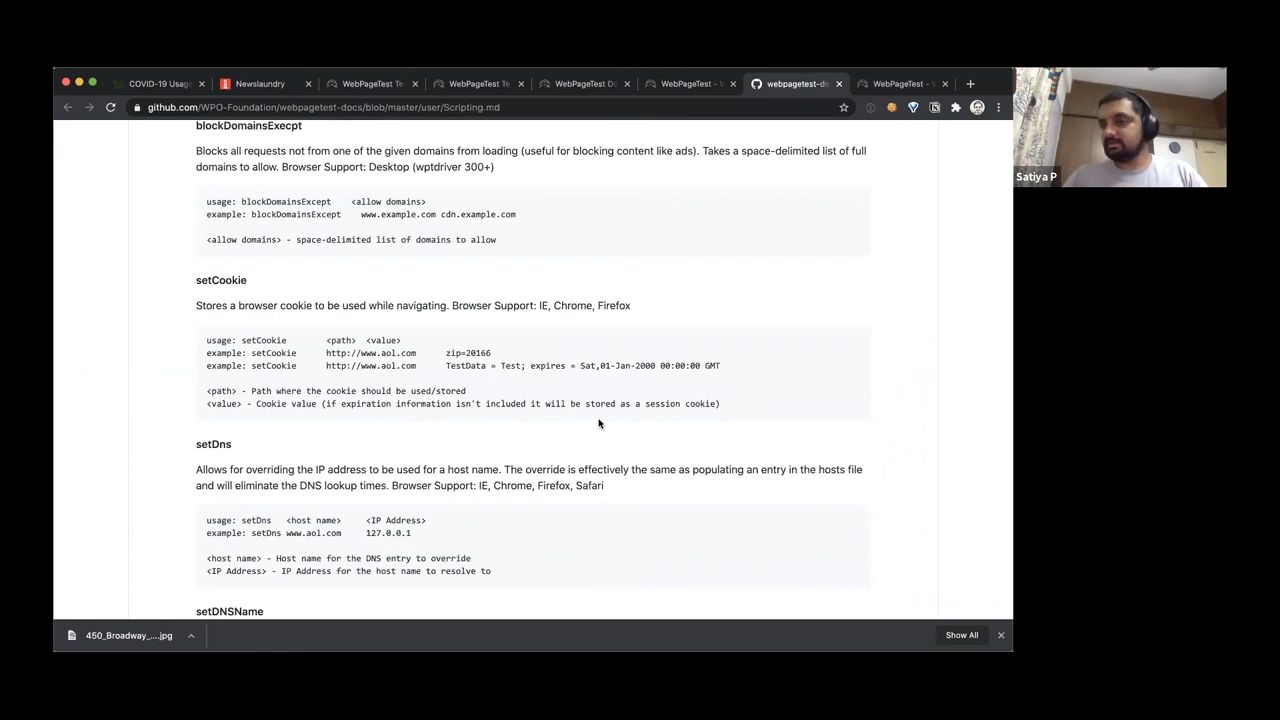 COVID-19 Usag
Newslaundry
WebPageTest Te
WebPageTest Te
WebPageTest Do
WebPageTest - V
webpagetest-do
WebPageTest - V
github.com/WPO-Foundation/webpagetest-docs/blob/master/user/Scripting.md
blockDomainsExecpt
Blocks all requests not from one of the given domains from loading (useful for blocking content like ads). Takes a space-delimited list of full
domains to allow. Browser Support: Desktop (wptdriver 300+)
usage: blockDomainsExcept <allow domains>
example: blockDomainsExcept www.example.com cdn.example.com
<allow domains> - space-delimited list of domains to allow
setCookie
Stores a browser cookie to be used while navigating. Browser Support: IE, Chrome, Firefox
usage: setCookie <path> <value>
example: setCookie http://www.aol.com zip=20166
example: setCookie http://www.aol.com TestData = Test; expires = Sat,01-Jan-2000 00:00:00 GMT
<path> - Path where the cookie should be used/stored
<value> - Cookie value (if expiration information isn't included it will be stored as a session cookie)
setDns
Allows for overriding the IP address to be used for a host name. The override is effectively the same as populating an entry in the hosts file
and will eliminate the DNS lookup times. Browser Support: IE, Chrome, Firefox, Safari
usage: setDns <host name> <IP Address>
example: setDns www.aol.com 127.0.0.1
<host name> - Host name for the DNS entry to override
<IP Address> - IP Address for the host name to resolve to
setDNSName
450_Broadway_....jpg
Show All
Satiya P